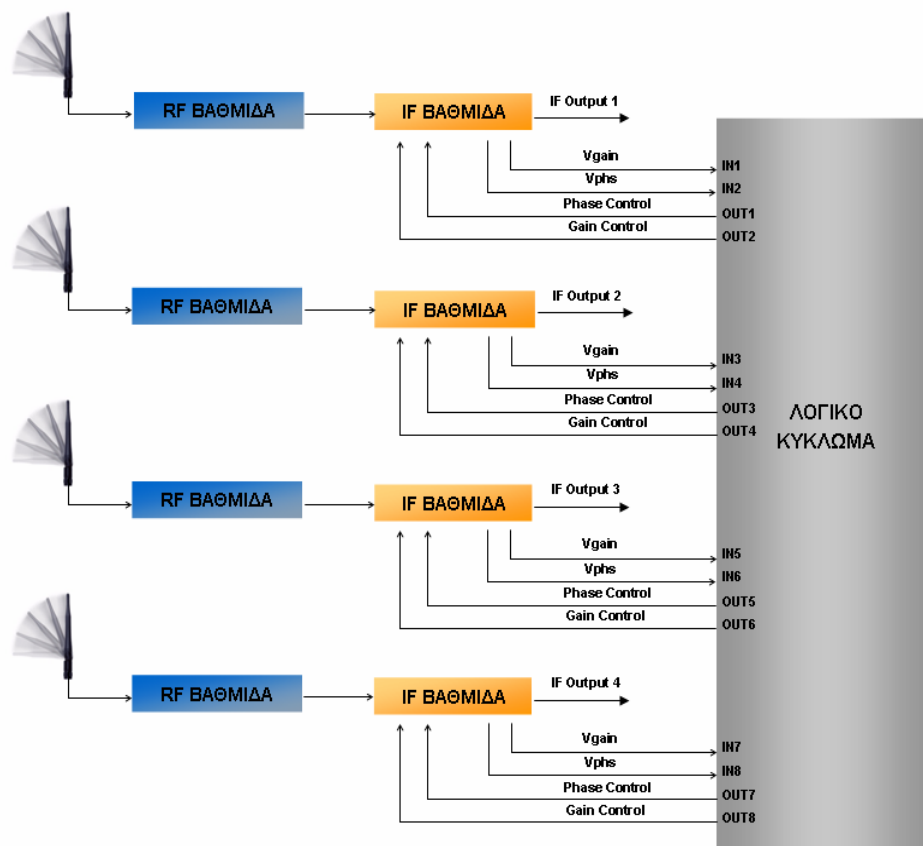 IF Output 1
RF ΒΑΘΜΙΔΑ
IF ΒΑΘΜΙΔΑ
Vgain
IN1
Vphs
IN2
Phase Control
OUT1
Gain Control
OUT2
IF Output 2
RF ΒΑΘΜΙΔΑ
IF ΒΑΘΜΙΔΑ
Vgain
IN3
Vphs
IN4
Phase Control
OUT3
Gain Control
OUT4
ΛΟΓΙΚΟ
ΚΥΚΛΩΜΑ
IF Output 3
RF ΒΑΘΜΙΔΑ
IF ΒΑΘΜΙΔΑ
Vgain
IN5
Vphs
IN6
Phase Control
OUT5
Gain Control
OUT6
IF Output 4
RF ΒΑΘΜΙΔΑ
IF ΒΑΘΜΙΔΑ
Vgain
IN7
Vphs
IN8
Phase Control
OUT7
Gain Control
OUT8